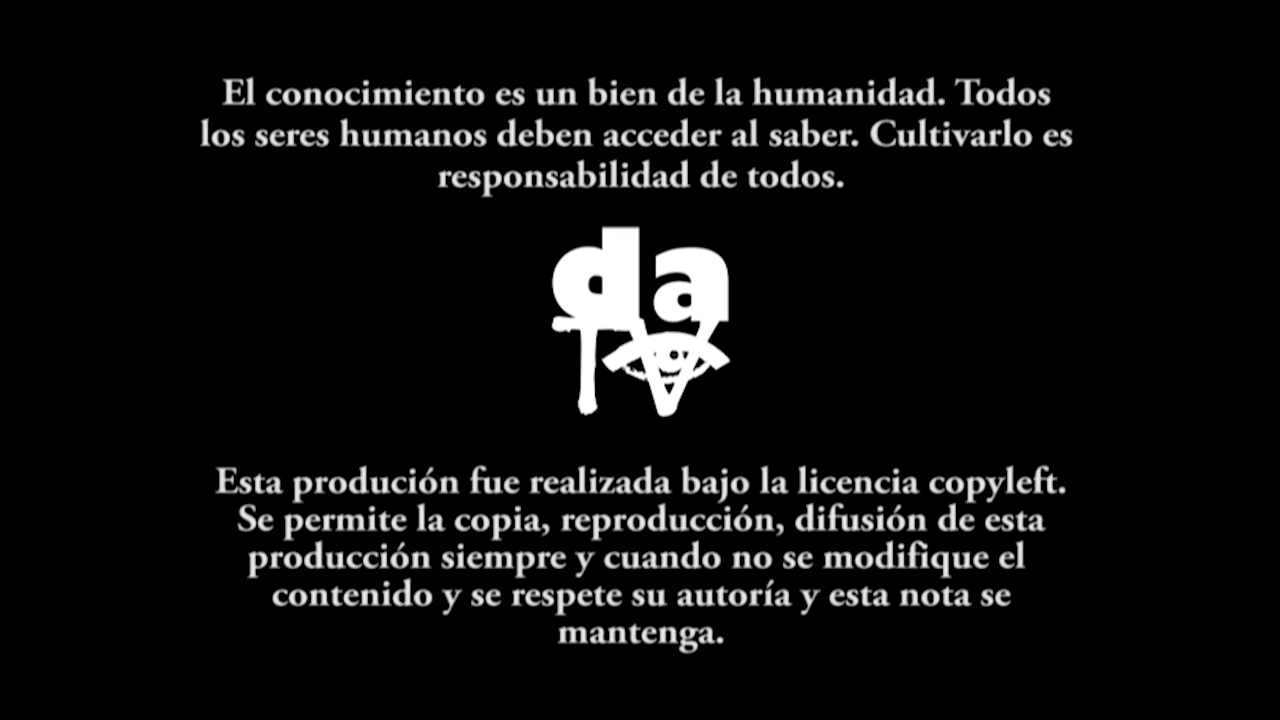 El conocimiento es un bien de la humanidad. Todos
los seres humanos deben acceder al saber. Cultivarlo es
responsabilidad de todos.
da
TV
Esta produción fue realizada bajo la licencia copyleft.
Se permite la copia, reproducción, difusión de esta
producción siempre y cuando no se modifique el
contenido y se respete su autoría y esta nota se
mantenga.